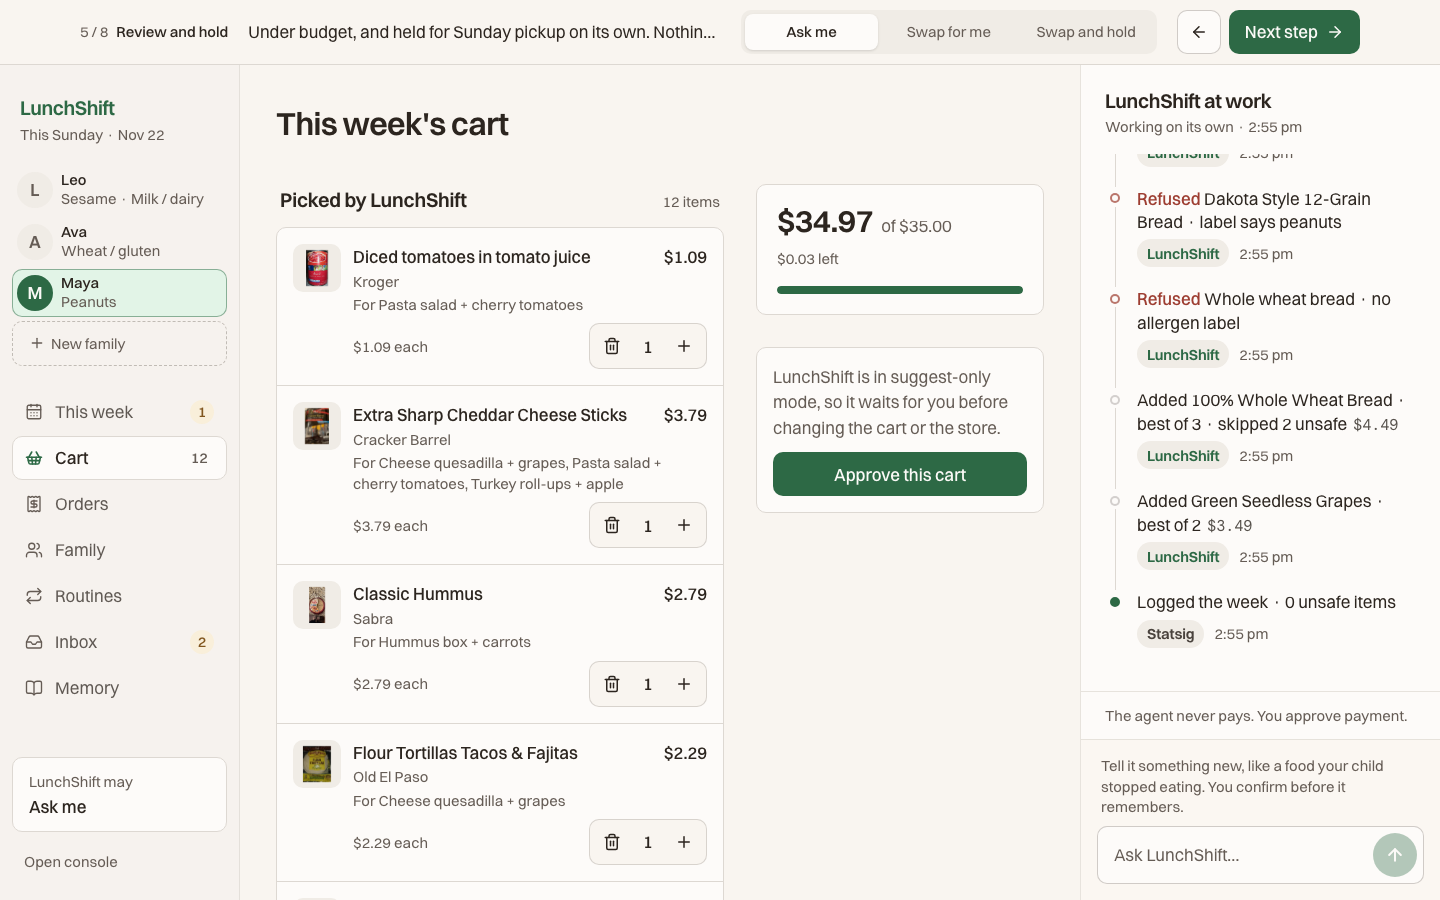 5 / 8 Review and hold
Under budget, and held for Sunday pickup on its own. Nothin...
Ask me
Swap for me
Swap and hold
Next step
LunchShift
This Sunday · Nov 22
L
Leo
Sesame · Milk / dairy
A
Ava
Wheat / gluten
M
Maya
Peanuts
New family
This week 1
Cart 12
Orders
Family
Routines
Inbox 2
Memory
LunchShift may
Ask me
Open console
This week's cart
Picked by LunchShift
12 items
Diced tomatoes in tomato juice $1.09
Kroger
For Pasta salad + cherry tomatoes
$1.09 each
1
Extra Sharp Cheddar Cheese Sticks $3.79
Cracker Barrel
For Cheese quesadilla + grapes, Pasta salad +
cherry tomatoes, Turkey roll-ups + apple
$3.79 each
1
Classic Hummus $2.79
Sabra
For Hummus box + carrots
$2.79 each
1
Flour Tortillas Tacos & Fajitas $2.29
Old El Paso
For Cheese quesadilla + grapes
$2.29 each
1
$34.97 of $35.00
$0.03 left
LunchShift is in suggest-only
mode, so it waits for you before
changing the cart or the store.
Approve this cart
LunchShift at work
Working on its own · 2:55 pm
LunchShift 2:55 pm
Refused Dakota Style 12-Grain
Bread · label says peanuts
LunchShift 2:55 pm
Refused Whole wheat bread · no
allergen label
LunchShift 2:55 pm
Added 100% Whole Wheat Bread ·
best of 3 · skipped 2 unsafe $4.49
LunchShift 2:55 pm
Added Green Seedless Grapes ·
best of 2 $3.49
LunchShift 2:55 pm
Logged the week · 0 unsafe items
Statsig 2:55 pm
The agent never pays. You approve payment.
Tell it something new, like a food your child
stopped eating. You confirm before it
remembers.
Ask LunchShift...